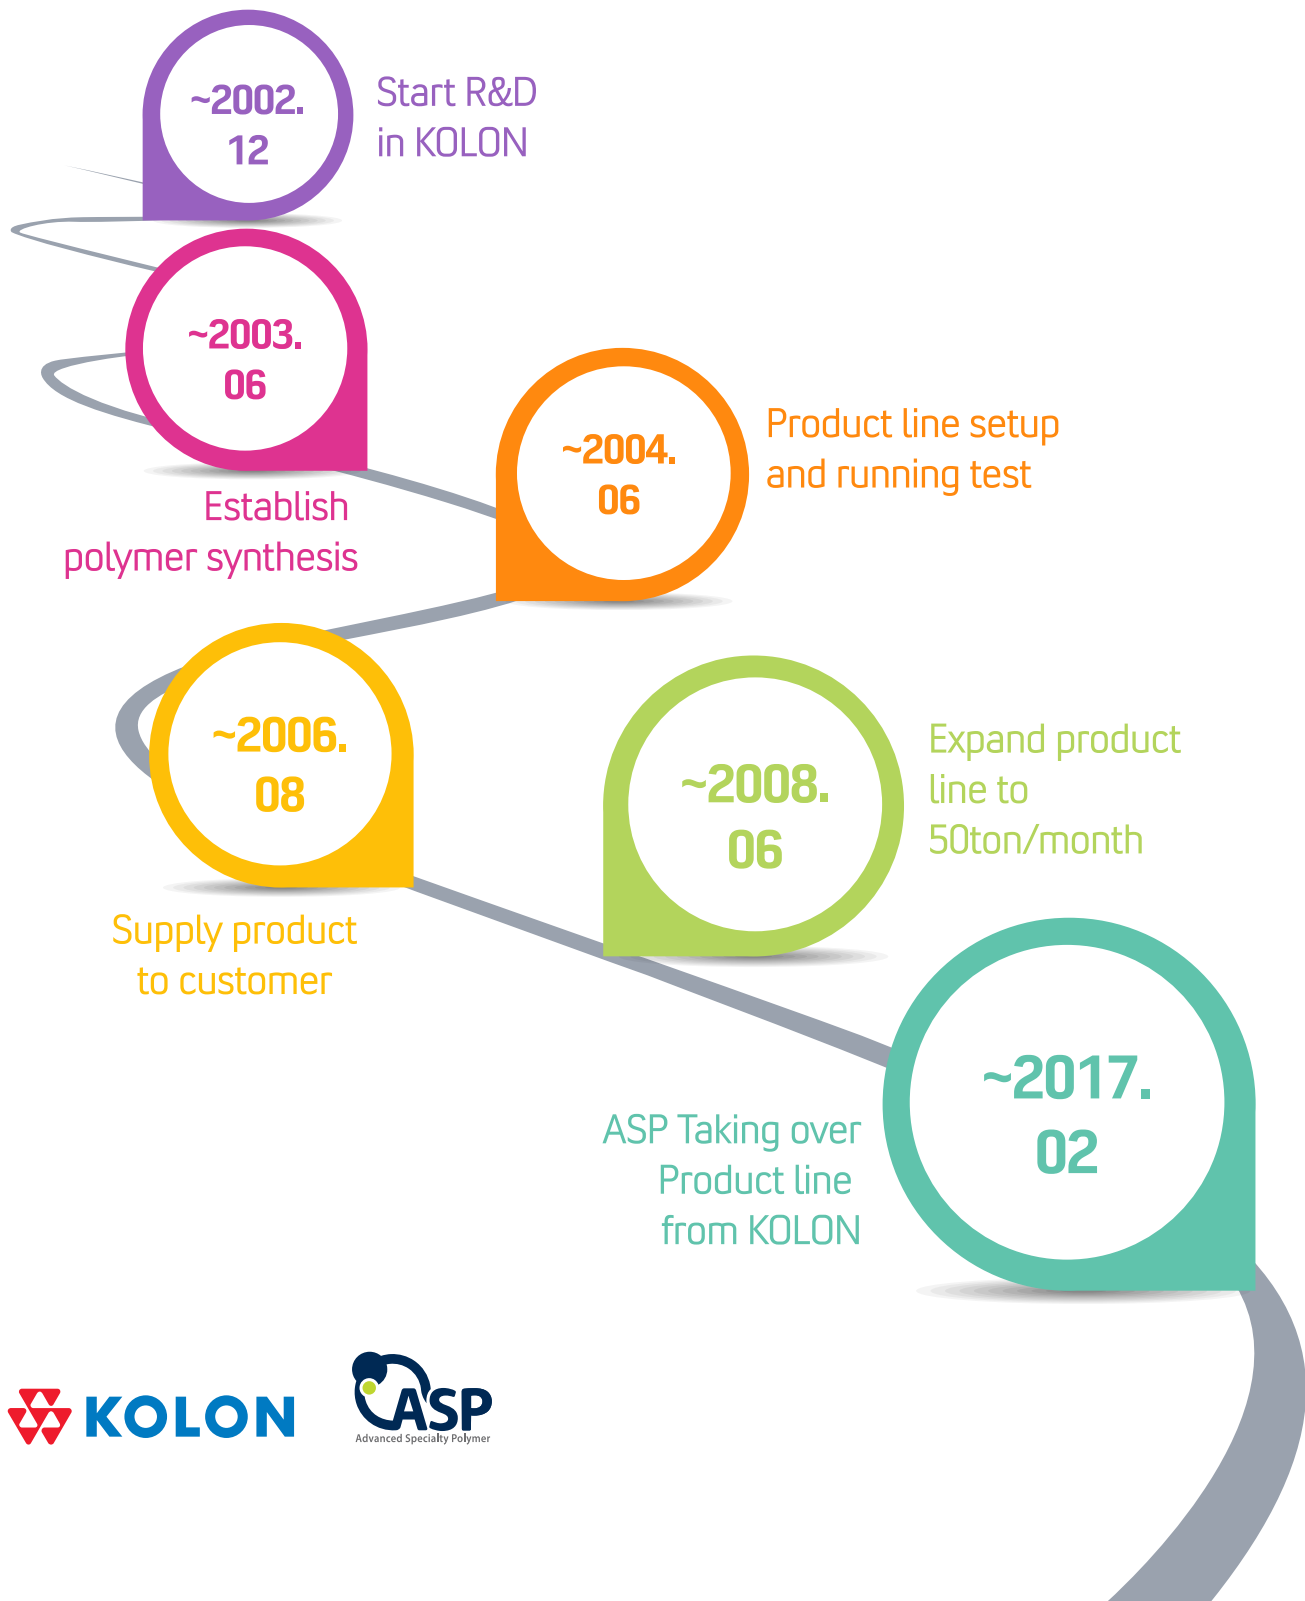 ~2002.
12
Start R&D
in KOLON
~2003.
06
Establish
polymer synthesis
~2004.
06
Product line setup
and running test
~2006.
08
Supply product
to customer
~2008.
06
Expand product
line to
50ton/month
~2017.
02
ASP Taking over
Product line
from KOLON
KOLON
ASP
Advanced Specialty Polymer